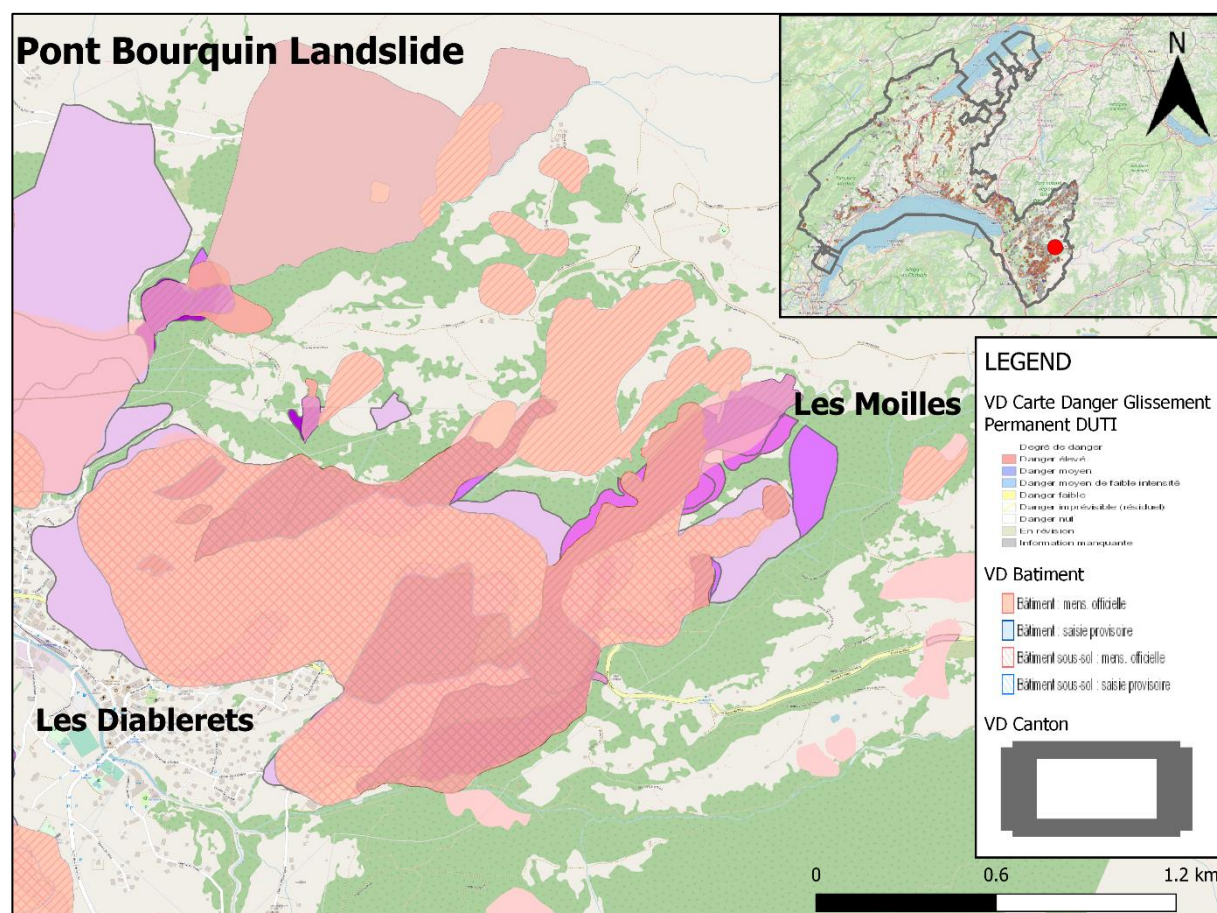 Pont Bourquin Landslide
N
LEGEND
VD Carte Danger Glissement
Permanent DUTI
Degré de danger
Danger élevé
Danger moyen
Danger moyen de faible intensité
Danger faible
Danger imprévisible (résiduel)
Danger nul
En révision
Information manquante
VD Batiment
Bâtiment : mens. officielle
Bâtiment : saisie provisoire
Bâtiment sous-sol : mens. officielle
Bâtiment sous-sol : saisie provisoire
VD Canton
Les Moilles
Les Diablerets
0
0.6
1.2 km